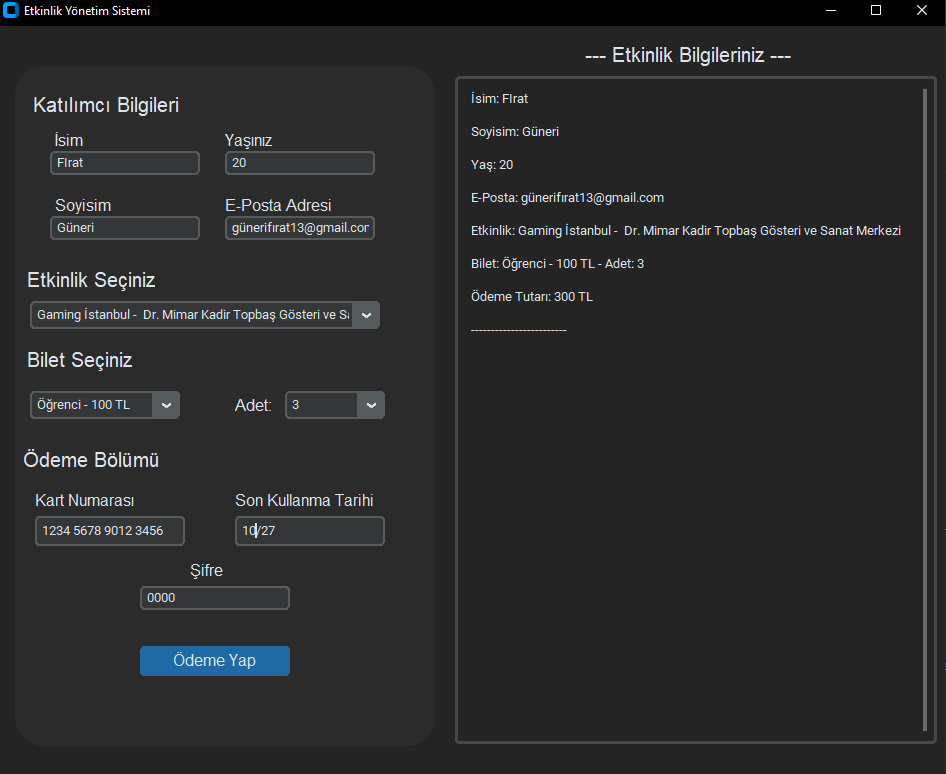 Etkinlik Yönetim Sistemi
Katılımcı Bilgileri
İsim
Yaşınız
FIrat
20
Soyisim
E-Posta Adresi
Güneri
günerifırat13@gmail.cor
Etkinlik Seçiniz
Gaming İstanbul - Dr. Mimar Kadir Topbaş Gösteri ve Sa
Bilet Seçiniz
Öğrenci - 100 TL
Adet:
3
Ödeme Bölümü
Kart Numarası
Son Kullanma Tarihi
1234 5678 9012 3456
10/27
Şifre
0000
Ödeme Yap
--- Etkinlik Bilgileriniz ---
İsim: FIrat
Soyisim: Güneri
Yaş: 20
E-Posta: günerifırat13@gmail.com
Etkinlik: Gaming İstanbul - Dr. Mimar Kadir Topbaş Gösteri ve Sanat Merkezi
Bilet: Öğrenci - 100 TL - Adet: 3
Ödeme Tutarı: 300 TL
------------------------